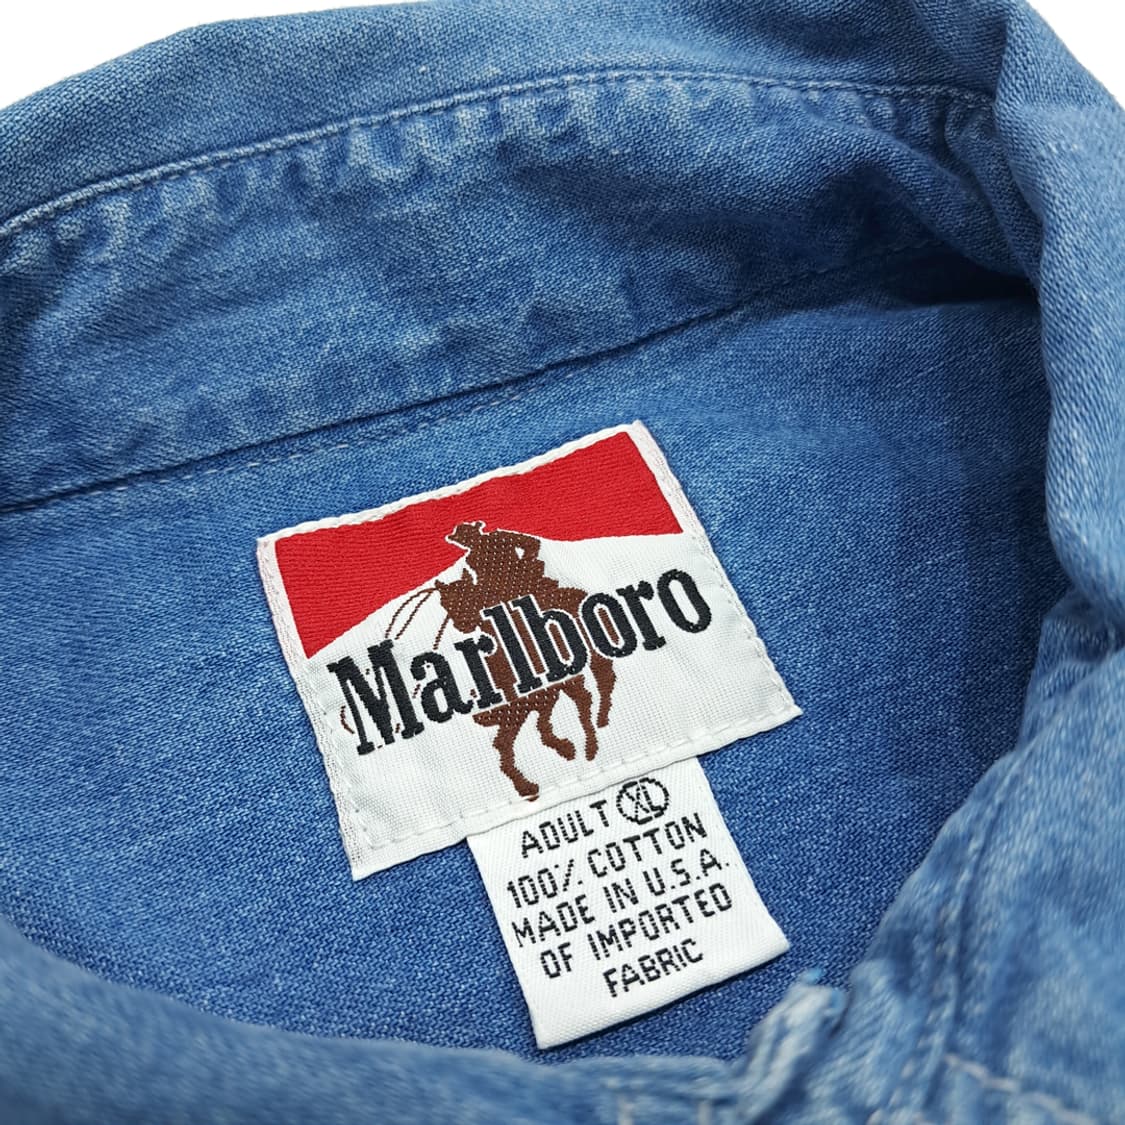 Marlboro
ADULT XL
100% COTTON
MADE IN U.S.A.
OF IMPORTED
FABRIC